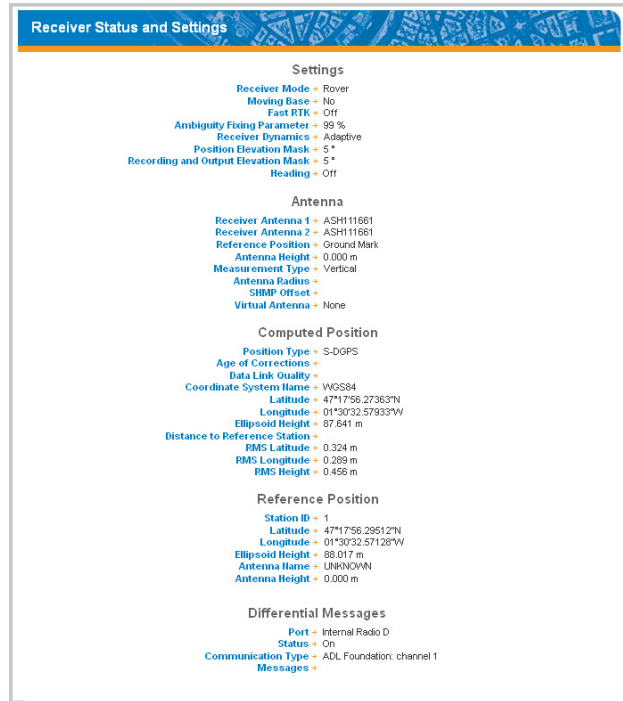 Receiver Status and Settings
Settings
Receiver Mode → Rover
Moving Base → No
Fast RTK → Off
Ambiguity Fixing Parameter → 99 %
Receiver Dynamics → Adaptive
Position Elevation Mask → 5 °
Recording and Output Elevation Mask → 5 °
Heading → Off
Antenna
Receiver Antenna 1 → ASH111661
Receiver Antenna 2 → ASH111661
Reference Position → Ground Mark
Antenna Height → 0.000 m
Measurement Type → Vertical
Antenna Radius →
SHMP Offset →
Virtual Antenna → None
Computed Position
Position Type → S-DGPS
Age of Corrections →
Data Link Quality →
Coordinate System Name → WGS84
Latitude → 47°17'56.27363"N
Longitude → 01°30'32.57933"W
Ellipsoid Height → 87.641 m
Distance to Reference Station →
RMS Latitude → 0.324 m
RMS Longitude → 0.289 m
RMS Height → 0.456 m
Reference Position
Station ID → 1
Latitude → 47°17'56.29512"N
Longitude → 01°30'32.57128"W
Ellipsoid Height → 88.017 m
Antenna Name → UNKNOWN
Antenna Height → 0.000 m
Differential Messages
Port → Internal Radio D
Status → On
Communication Type → ADL Foundation: channel 1
Messages →